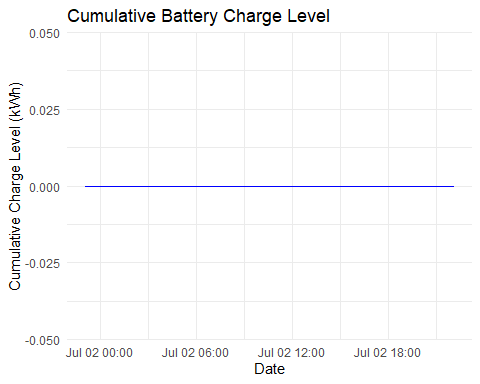 Cumulative Battery Charge Level
Cumulative Charge Level (kWh)
0.050
0.025
0.000
-0.025
-0.050
Jul 02 00:00 Jul 02 06:00 Jul 02 12:00 Jul 02 18:00
Date